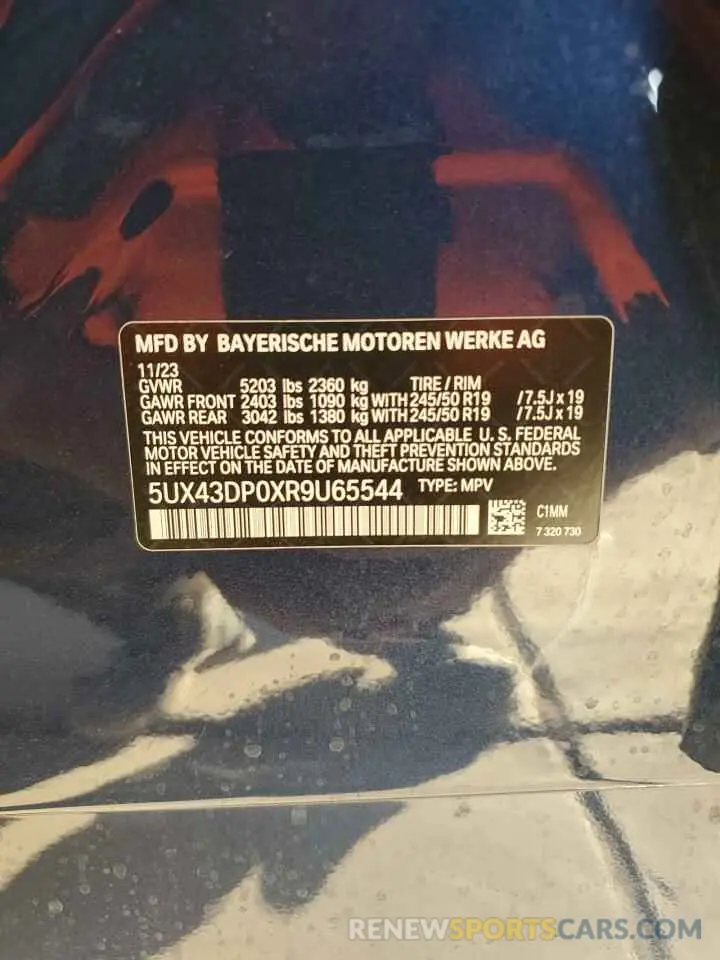 MFD BY BAYERISCHE MOTOREN WERKE AG
11/23
GVWR 5203 lbs 2360 kg TIRE / RIM
GAWR FRONT 2403 lbs 1090 kg WITH 245/50 R19 /7.5J x 19
GAWR REAR 3042 lbs 1380 kg WITH 245/50 R19 /7.5J x 19
THIS VEHICLE CONFORMS TO ALL APPLICABLE U. S. FEDERAL
MOTOR VEHICLE SAFETY AND THEFT PREVENTION STANDARDS
IN EFFECT ON THE DATE OF MANUFACTURE SHOWN ABOVE.
5UX43DP0XR9U65544 TYPE: MPV
C1MM
7 320 730
RENEWSPORTSCARS.COM